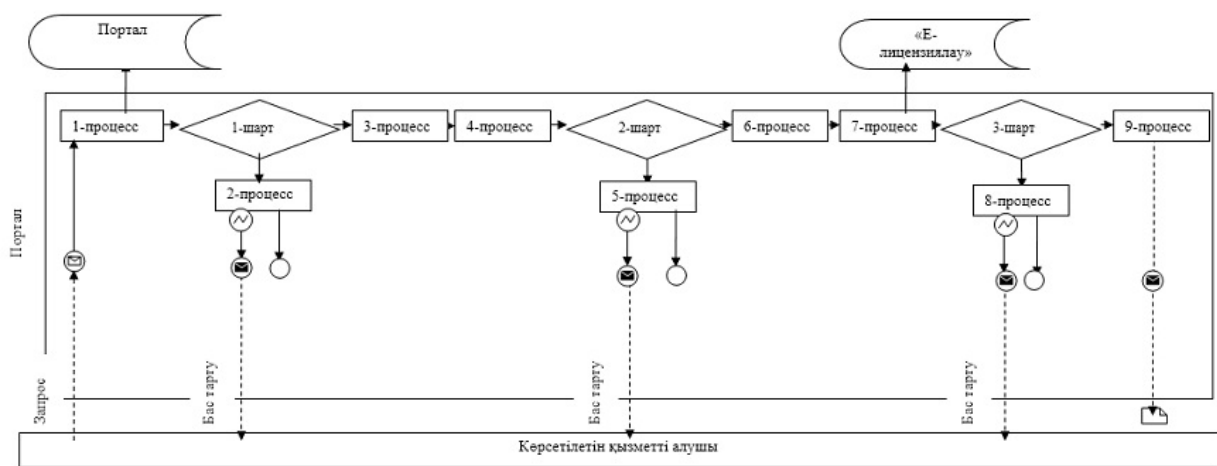 Портал
«Е-
лицензиялау»
1-процесс
1-шарт
3-процесс
4-процесс
2-шарт
6-процесс
7-процесс
3-шарт
9-процесс
2-процесс
5-процесс
8-процесс
Портал
Запрос
Бас тарту
Бас тарту
Бас тарту
Көрсетілетін қызметті алушы